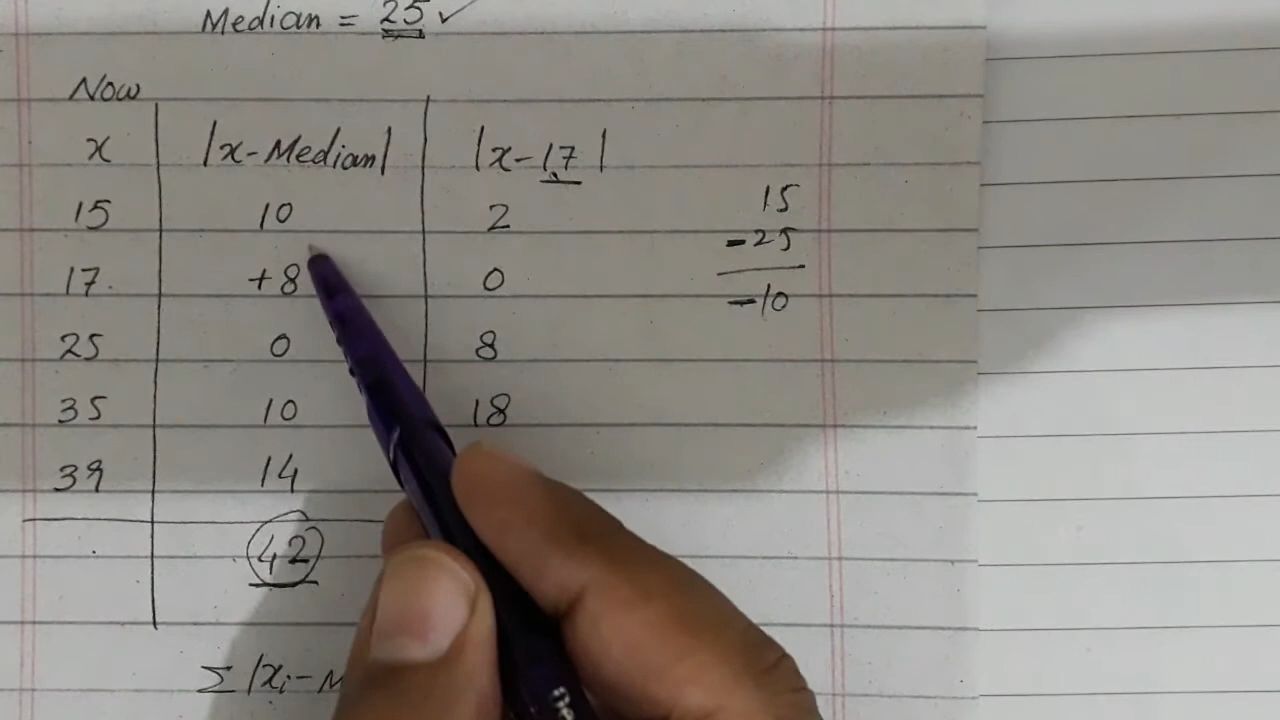 Median = 25 ✓
Now
x |x-Median| |x-17|
15 10 2
17. +8 0
25 0 8
35 10 18
39 14
42
15
-25
-10
Σ |xi-M